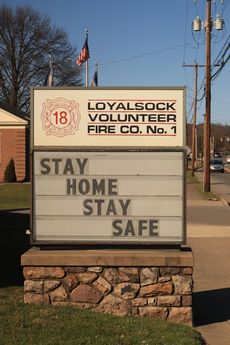 18
LOYALSOCK
VOLUNTEER
FIRE CO. No. 1
STAY
HOME
STAY
SAFE